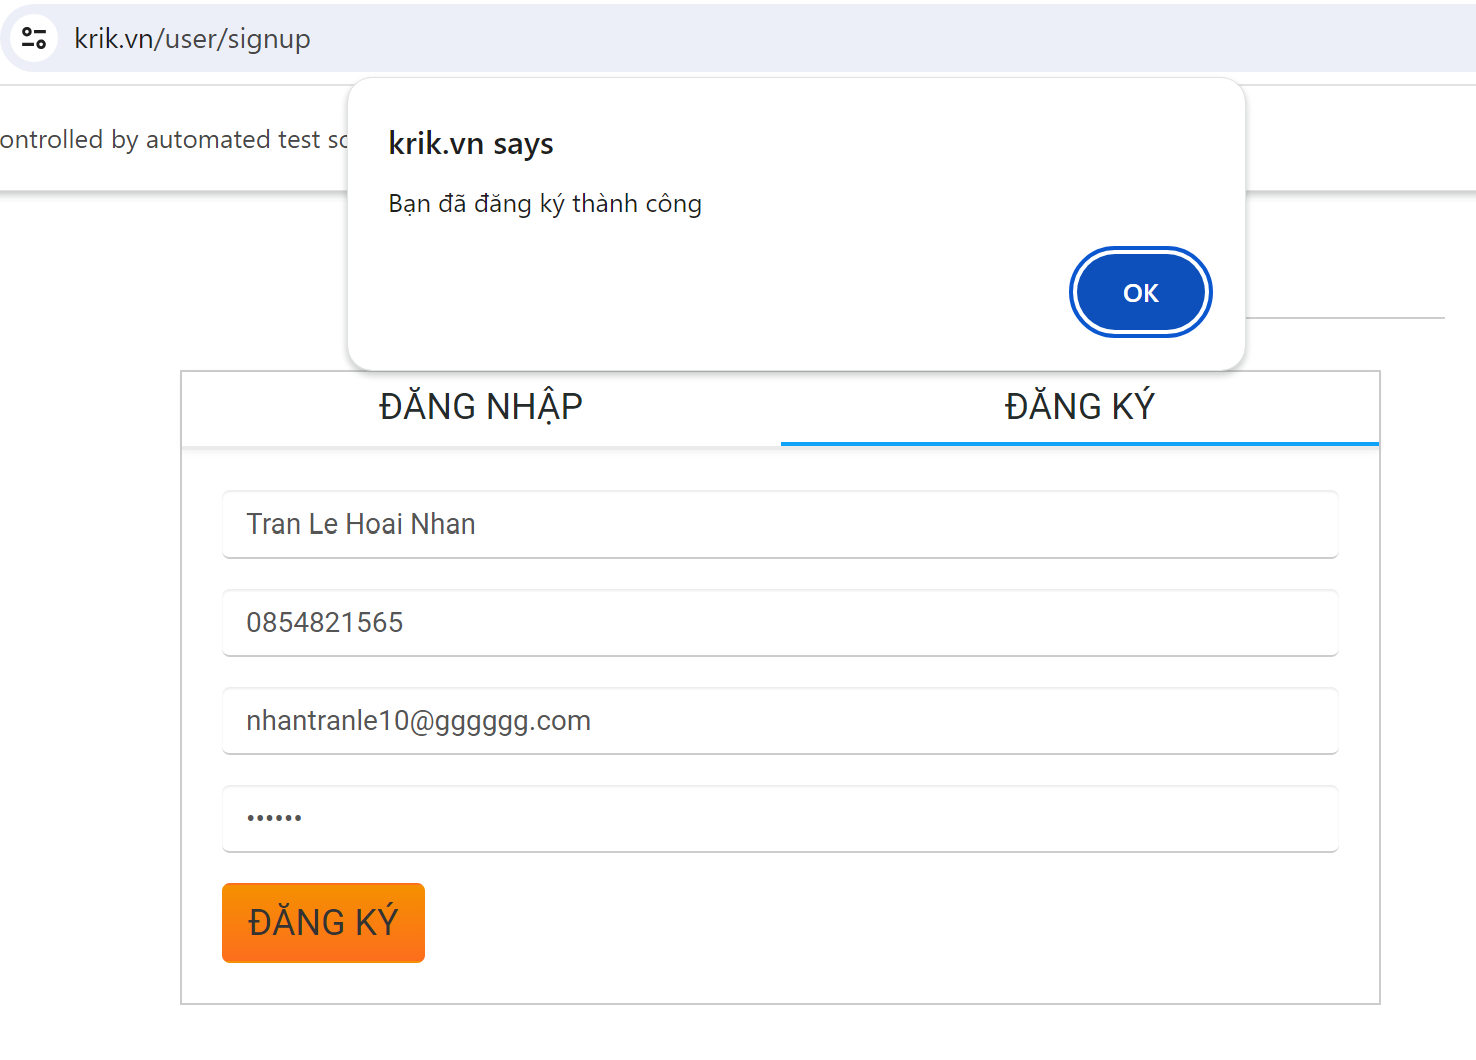 krik.vn/user/signup
ontrolled by automated test
krik.vn says
Bạn đã đăng ký thành công
OK
ĐĂNG NHẬP
ĐĂNG KÝ
Tran Le Hoai Nhan
0854821565
nhantranle10@gggggg.com
••••••
ĐĂNG KÝ